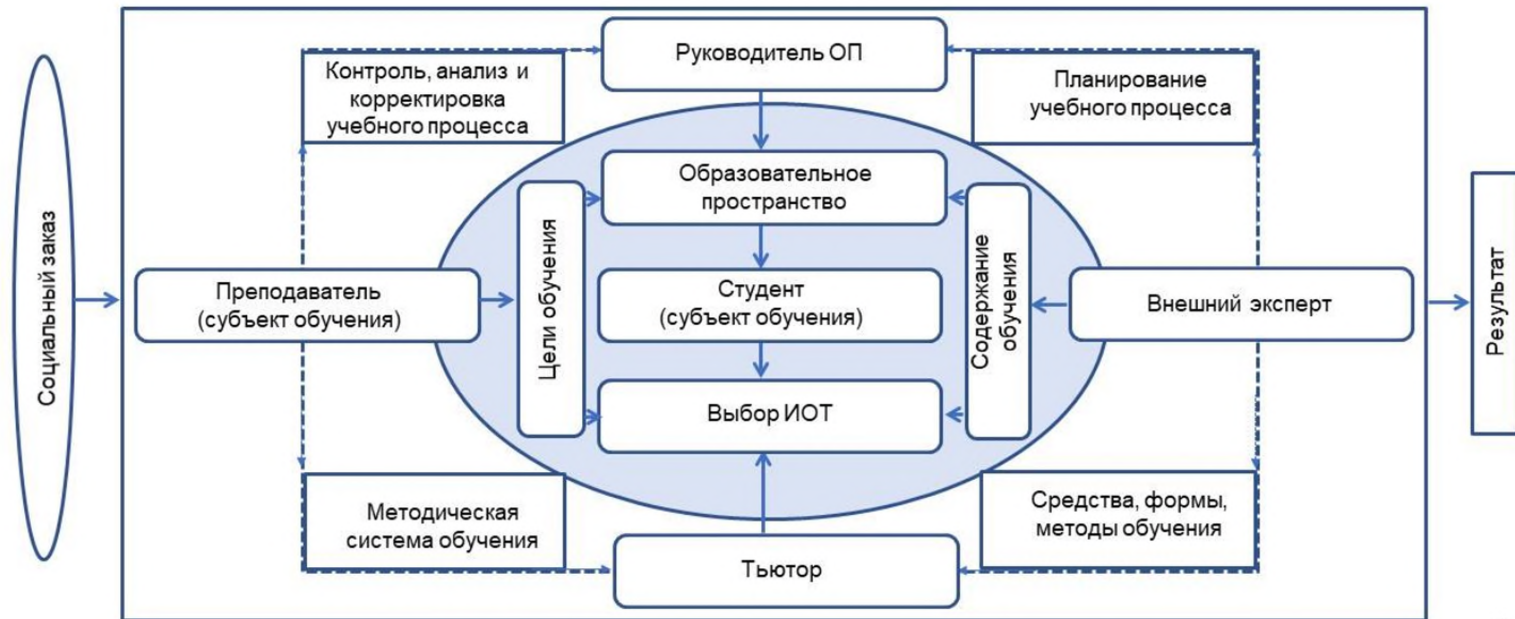 Социальный заказ
Руководитель ОП
Контроль, анализ и
корректировка
учебного процесса
Планирование
учебного процесса
Образовательное
пространство
Цели обучения
Содержание
обучения
Преподаватель
(субъект обучения)
Студент
(субъект обучения)
Внешний эксперт
Выбор ИОТ
Методическая
система обучения
Средства, формы,
методы обучения
Тьютор
Результат